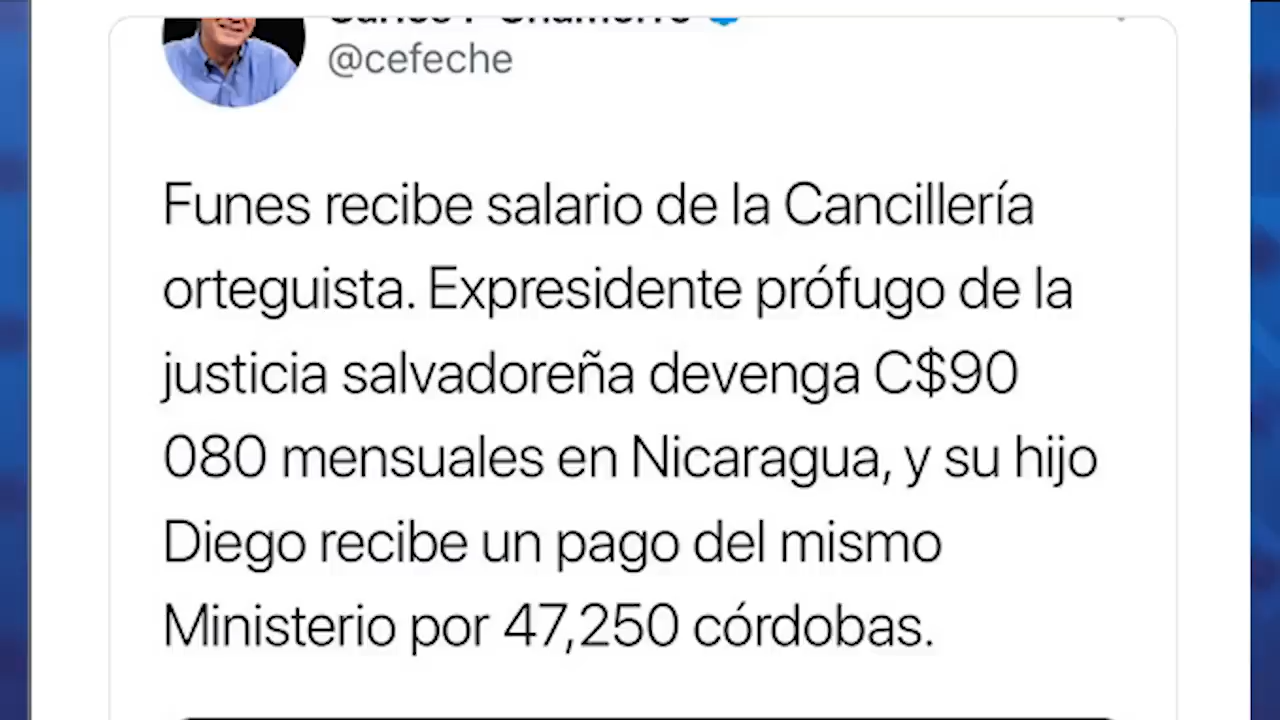 @cefeche
Funes recibe salario de la Cancillería
orteguista. Expresidente prófugo de la
justicia salvadoreña devenga C$90
080 mensuales en Nicaragua, y su hijo
Diego recibe un pago del mismo
Ministerio por 47,250 córdobas.